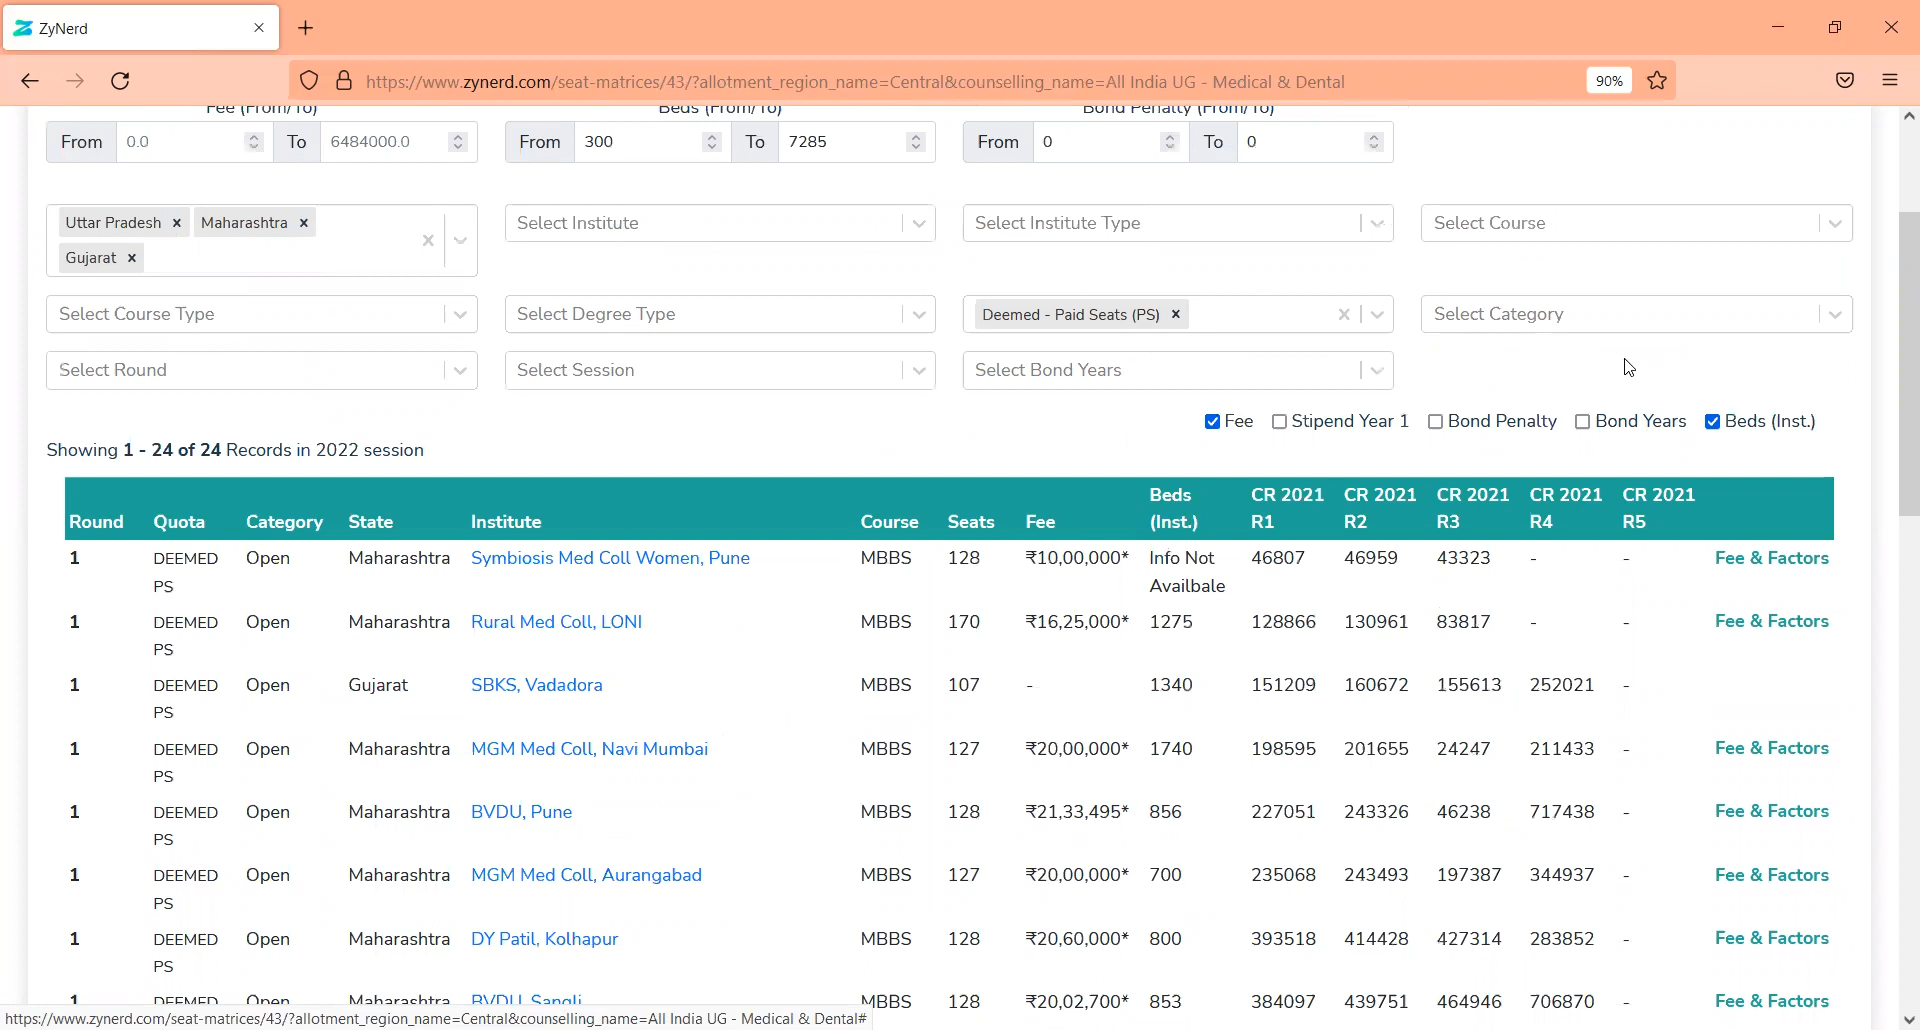 ZyNerd
https://www.zynerd.com/seat-matrices/43/?allotment_region_name=Central&counselling_name=All India UG - Medical & Dental
90%
Fee (From/To) Beds (From/To) Bond Penalty (From/To)
From 0.0 To 6484000.0 From 300 To 7285 From 0 To 0
Uttar Pradesh × Maharashtra × Select Institute Select Institute Type Select Course
Gujarat ×
Select Course Type Select Degree Type Deemed - Paid Seats (PS) × Select Category
Select Round Select Session Select Bond Years
Fee Stipend Year 1 Bond Penalty Bond Years Beds (Inst.)
Showing 1 - 24 of 24 Records in 2022 session
Beds CR 2021 CR 2021 CR 2021 CR 2021 CR 2021
Round Quota Category State Institute Course Seats Fee (Inst.) R1 R2 R3 R4 R5
1 DEEMED Open Maharashtra Symbiosis Med Coll Women, Pune MBBS 128 ₹10,00,000* Info Not 46807 46959 43323 - - Fee & Factors
PS Availbale
1 DEEMED Open Maharashtra Rural Med Coll, LONI MBBS 170 ₹16,25,000* 1275 128866 130961 83817 - - Fee & Factors
PS
1 DEEMED Open Gujarat SBKS, Vadadora MBBS 107 - 1340 151209 160672 155613 252021 - Fee & Factors
PS
1 DEEMED Open Maharashtra MGM Med Coll, Navi Mumbai MBBS 127 ₹20,00,000* 1740 198595 201655 24247 211433 - Fee & Factors
PS
1 DEEMED Open Maharashtra BVDU, Pune MBBS 128 ₹21,33,495* 856 227051 243326 46238 717438 - Fee & Factors
PS
1 DEEMED Open Maharashtra MGM Med Coll, Aurangabad MBBS 127 ₹20,00,000* 700 235068 243493 197387 344937 - Fee & Factors
PS
1 DEEMED Open Maharashtra DY Patil, Kolhapur MBBS 128 ₹20,60,000* 800 393518 414428 427314 283852 - Fee & Factors
PS
1 DEEMED Open Maharashtra BVDU, Sangli MBBS 128 ₹20,02,700* 853 384097 439751 464946 706870 - Fee & Factors
https://www.zynerd.com/seat-matrices/43/?allotment_region_name=Central&counselling_name=All India UG - Medical & Dental#